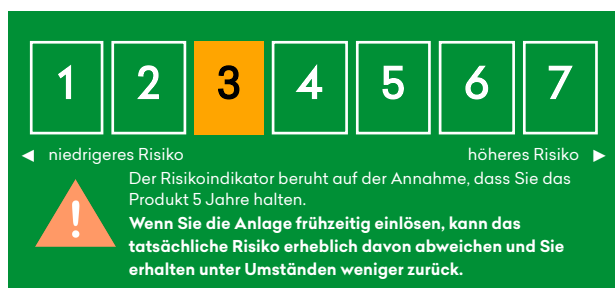 1 2 3 4 5 6 7
◄ niedrigeres Risiko höheres Risiko ►
Der Risikoindikator beruht auf der Annahme, dass Sie das
Produkt 5 Jahre halten.
Wenn Sie die Anlage frühzeitig einlösen, kann das
tatsächliche Risiko erheblich davon abweichen und Sie
erhalten unter Umständen weniger zurück.
!